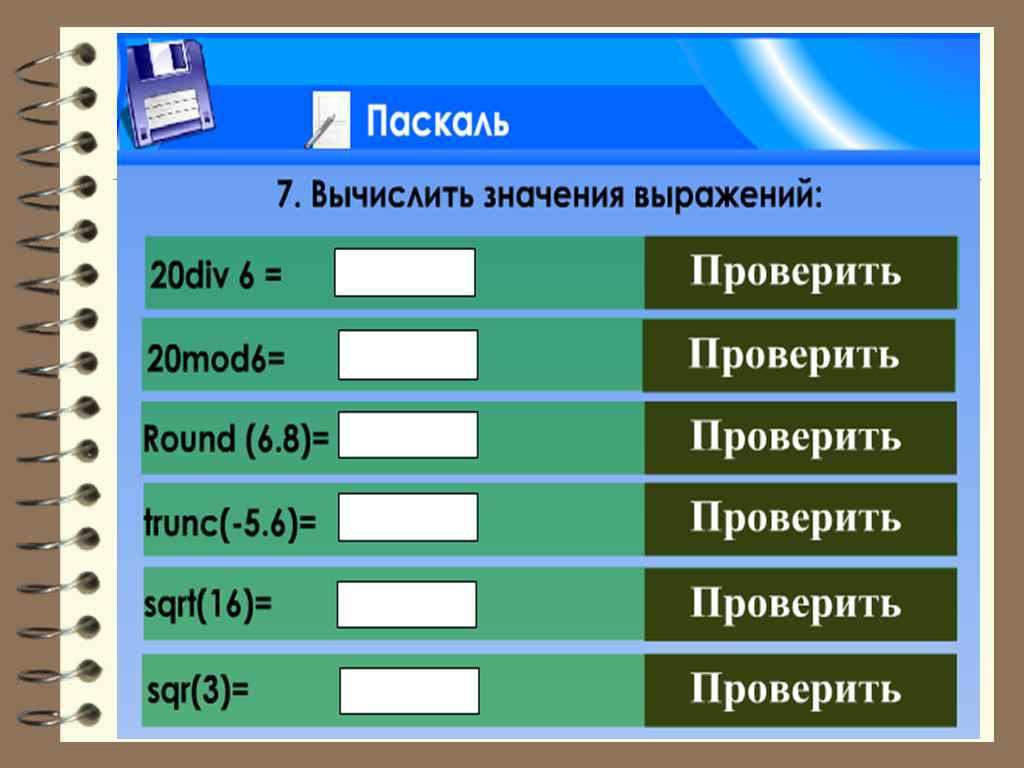 Паскаль
7. Вычислить значения выражений:
20div 6 =
Проверить
20mod6=
Проверить
Round (6.8)=
Проверить
trunc(-5.6)=
Проверить
sqrt(16)=
Проверить
sqr(3)=
Проверить